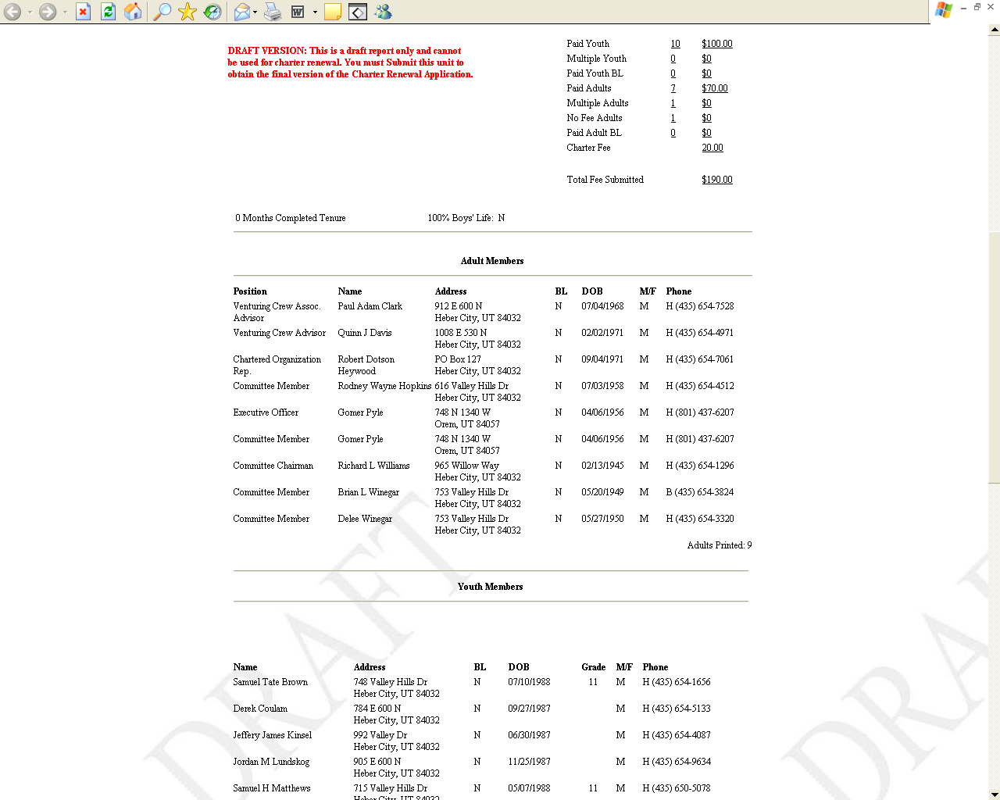 DRAFT VERSION: This is a draft report only and cannot
be used for charter renewal. You must Submit this unit to
obtain the final version of the Charter Renewal Application.
Paid Youth 10 $100.00
Multiple Youth 0 $0
Paid Youth BL 0 $0
Paid Adults 7 $70.00
Multiple Adults 1 $0
No Fee Adults 1 $0
Paid Adult BL 0 $0
Charter Fee 20.00
Total Fee Submitted $190.00
0 Months Completed Tenure 100% Boys' Life: N
Adult Members
Position Name Address BL DOB M/F Phone
Venturing Crew Assoc. Paul Adam Clark 912 E 600 N N 07/04/1968 M H (435) 654-7528
Advisor Heber City, UT 84032
Venturing Crew Advisor Quinn J Davis 1008 E 530 N N 02/02/1971 M H (435) 654-4971
Heber City, UT 84032
Chartered Organization Robert Dotson PO Box 127 N 09/04/1971 M H (435) 654-7061
Rep. Heywood Heber City, UT 84032
Committee Member Rodney Wayne Hopkins 616 Valley Hills Dr N 07/03/1958 M H (435) 654-4512
Heber City, UT 84032
Executive Officer Gomer Pyle 748 N 1340 W N 04/06/1956 M H (801) 437-6207
Orem, UT 84057
Committee Member Gomer Pyle 748 N 1340 W N 04/06/1956 M H (801) 437-6207
Orem, UT 84057
Committee Chairman Richard L Williams 965 Willow Way N 02/13/1945 M H (435) 654-1296
Heber City, UT 84032
Committee Member Brian L Winegar 753 Valley Hills Dr N 05/20/1949 M B (435) 654-3824
Heber City, UT 84032
Committee Member Delee Winegar 753 Valley Hills Dr N 05/27/1950 M H (435) 654-3320
Heber City, UT 84032
Adults Printed: 9
Youth Members
Name Address BL DOB Grade M/F Phone
Samuel Tate Brown 748 Valley Hills Dr N 07/10/1988 11 M H (435) 654-1656
Heber City, UT 84032
Derek Coulam 784 E 600 N N 09/27/1987 M H (435) 654-5133
Heber City, UT 84032
Jeffery James Kinsel 992 Valley Dr N 06/30/1987 M H (435) 654-4087
Heber City, UT 84032
Jordan M Lundskog 905 E 600 N N 11/25/1987 M H (435) 654-9634
Heber City, UT 84032
Samuel H Matthews 715 Valley Hills Dr N 05/07/1988 11 M H (435) 650-5078
Heber City, UT 84032
DRAFT
DRAF